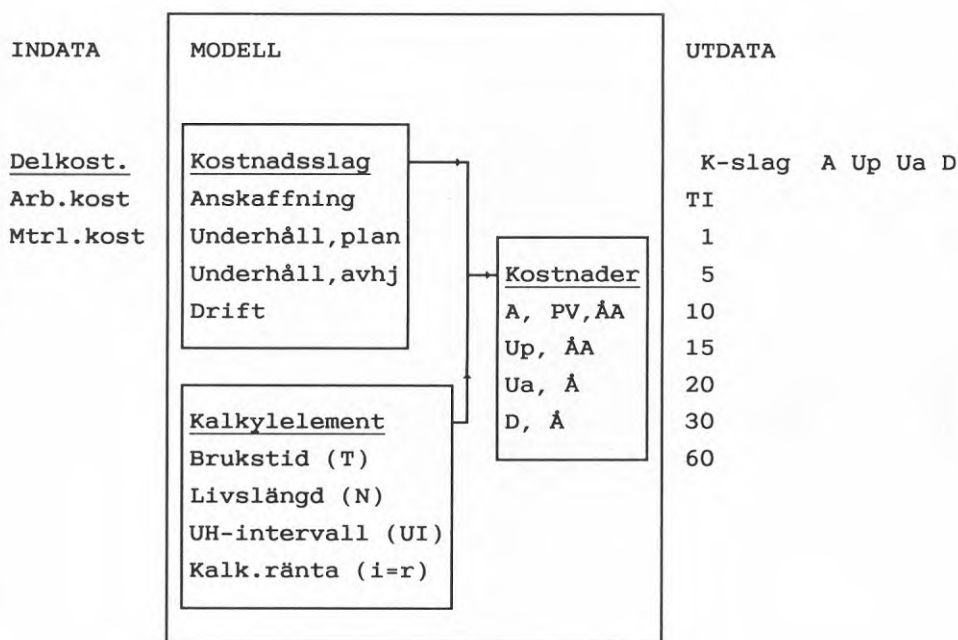 INDATA
Delkost.
Arb.kost
Mtrl.kost
MODELL
Kostnadsslag
Anskaffning
Underhåll,plan
Underhåll,avhj
Drift
Kalkylelement
Brukstid (T)
Livslängd (N)
UH-intervall (UI)
Kalk.ränta (i=r)
Kostnader
A, PV,ÅA
Up, ÅA
Ua, Å
D, Å
UTDATA
K-slag A Up Ua D
TI
1
5
10
15
20
30
60